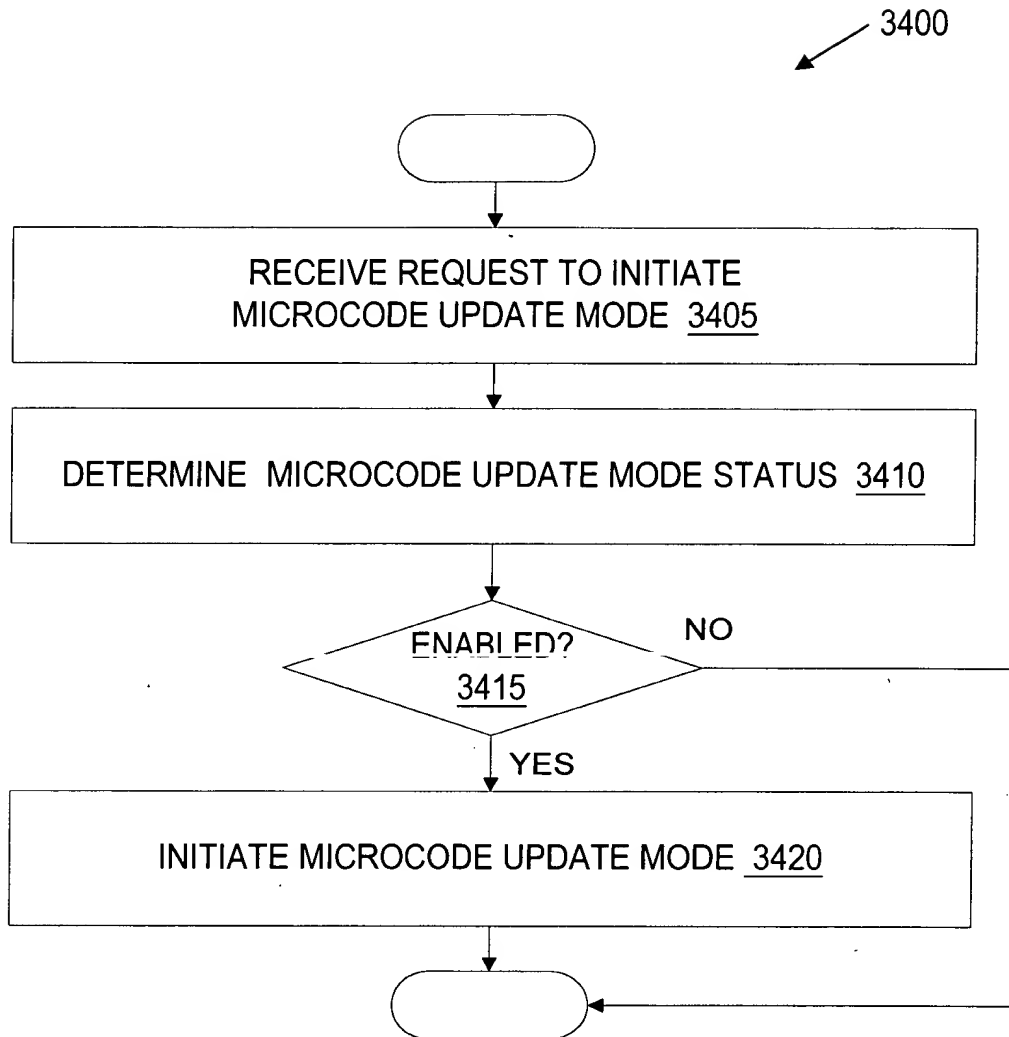 3400
RECEIVE REQUEST TO INITIATE
MICROCODE UPDATE MODE 3405
DETERMINE MICROCODE UPDATE MODE STATUS 3410
ENABLED?
3415
NO
YES
INITIATE MICROCODE UPDATE MODE 3420